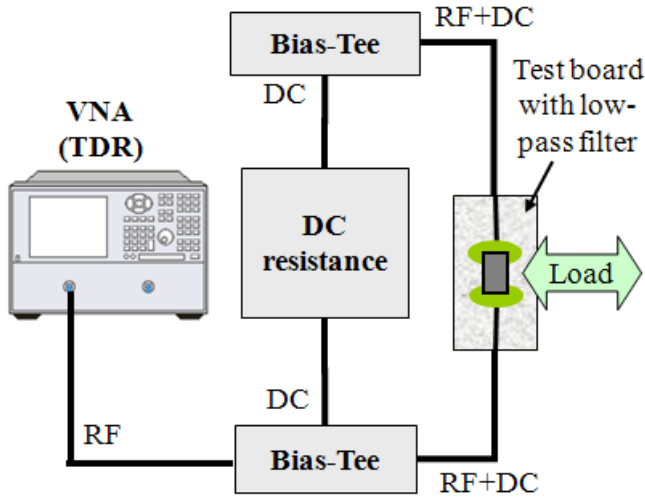 RF+DC
Bias-Tee
DC
Test board
with low-
pass filter
VNA
(TDR)
DC
resistance
Load
DC
RF
Bias-Tee
RF+DC